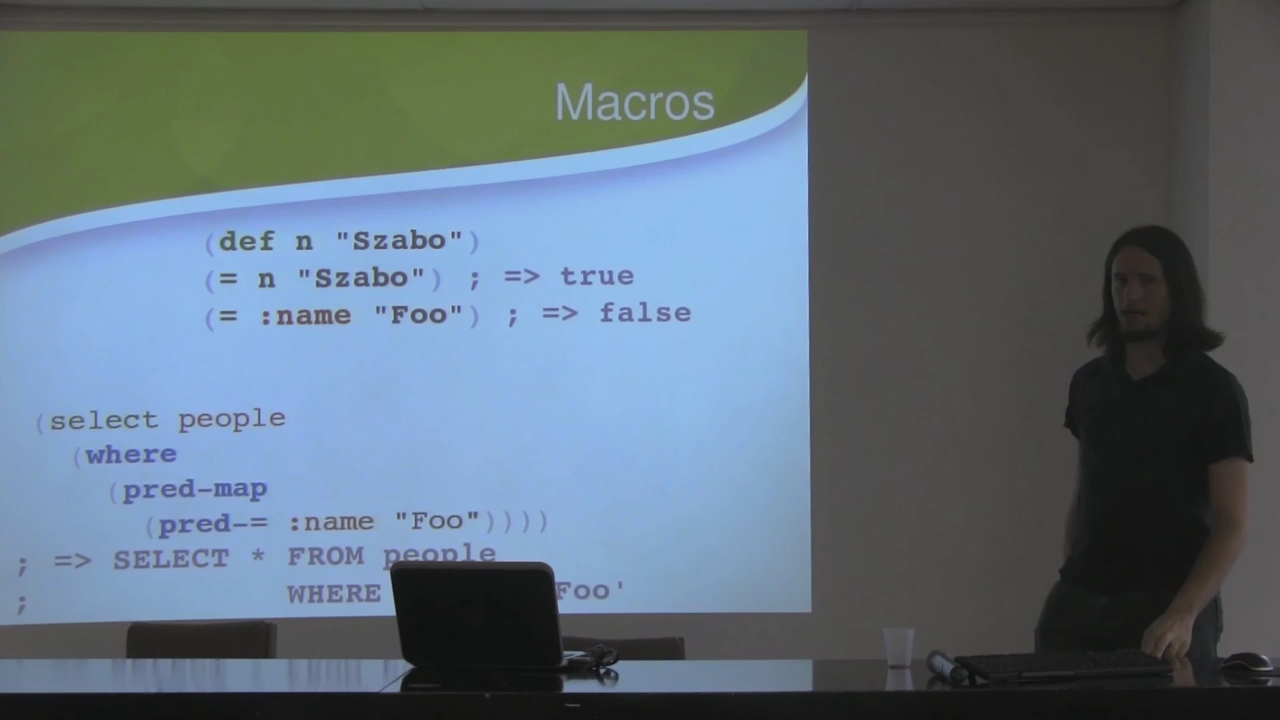 Macros
(def n "Szabo")
(= n "Szabo") ; => true
(= :name "Foo") ; => false
(select people
(where
(pred-map
(pred-= :name "Foo"))))
; => SELECT * FROM people
; WHERE Foo'